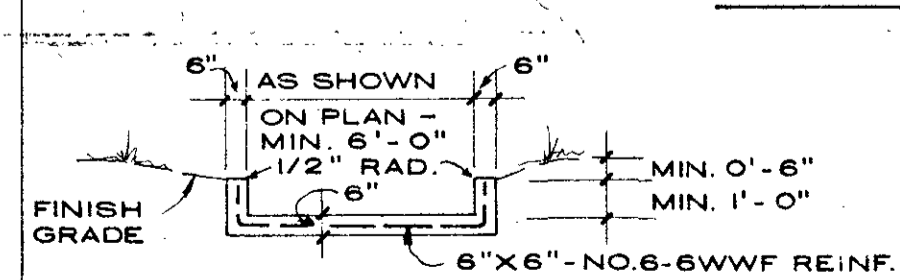 6" AS SHOWN 6"
ON PLAN -
MIN. 6'-0"
1/2" RAD.
6"
MIN. 0'-6"
MIN. 1'-0"
FINISH
GRADE
6"X6"-NO.6-6WWF REINF.